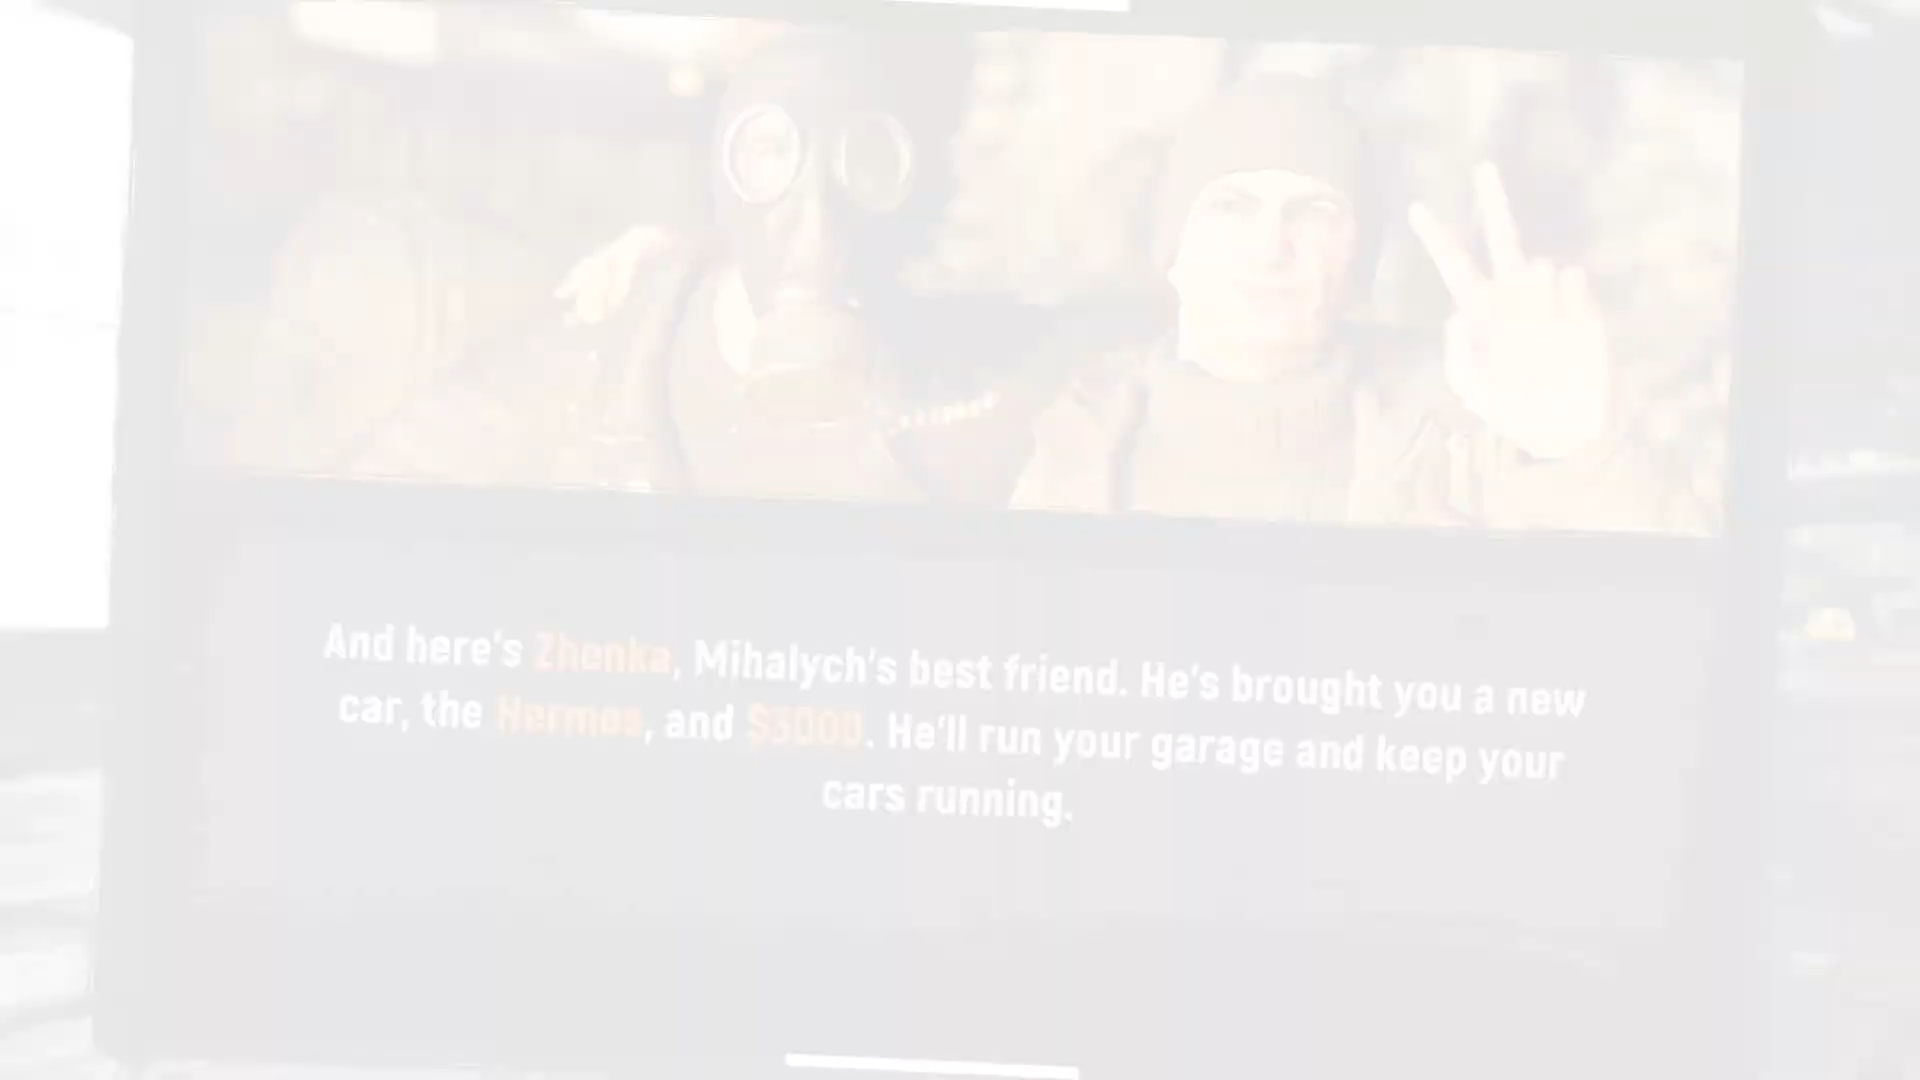 And here's Zhenka, Mihalych's best friend. He's brought you a new
car, the Hermes, and $3000. He'll run your garage and keep your
cars running.